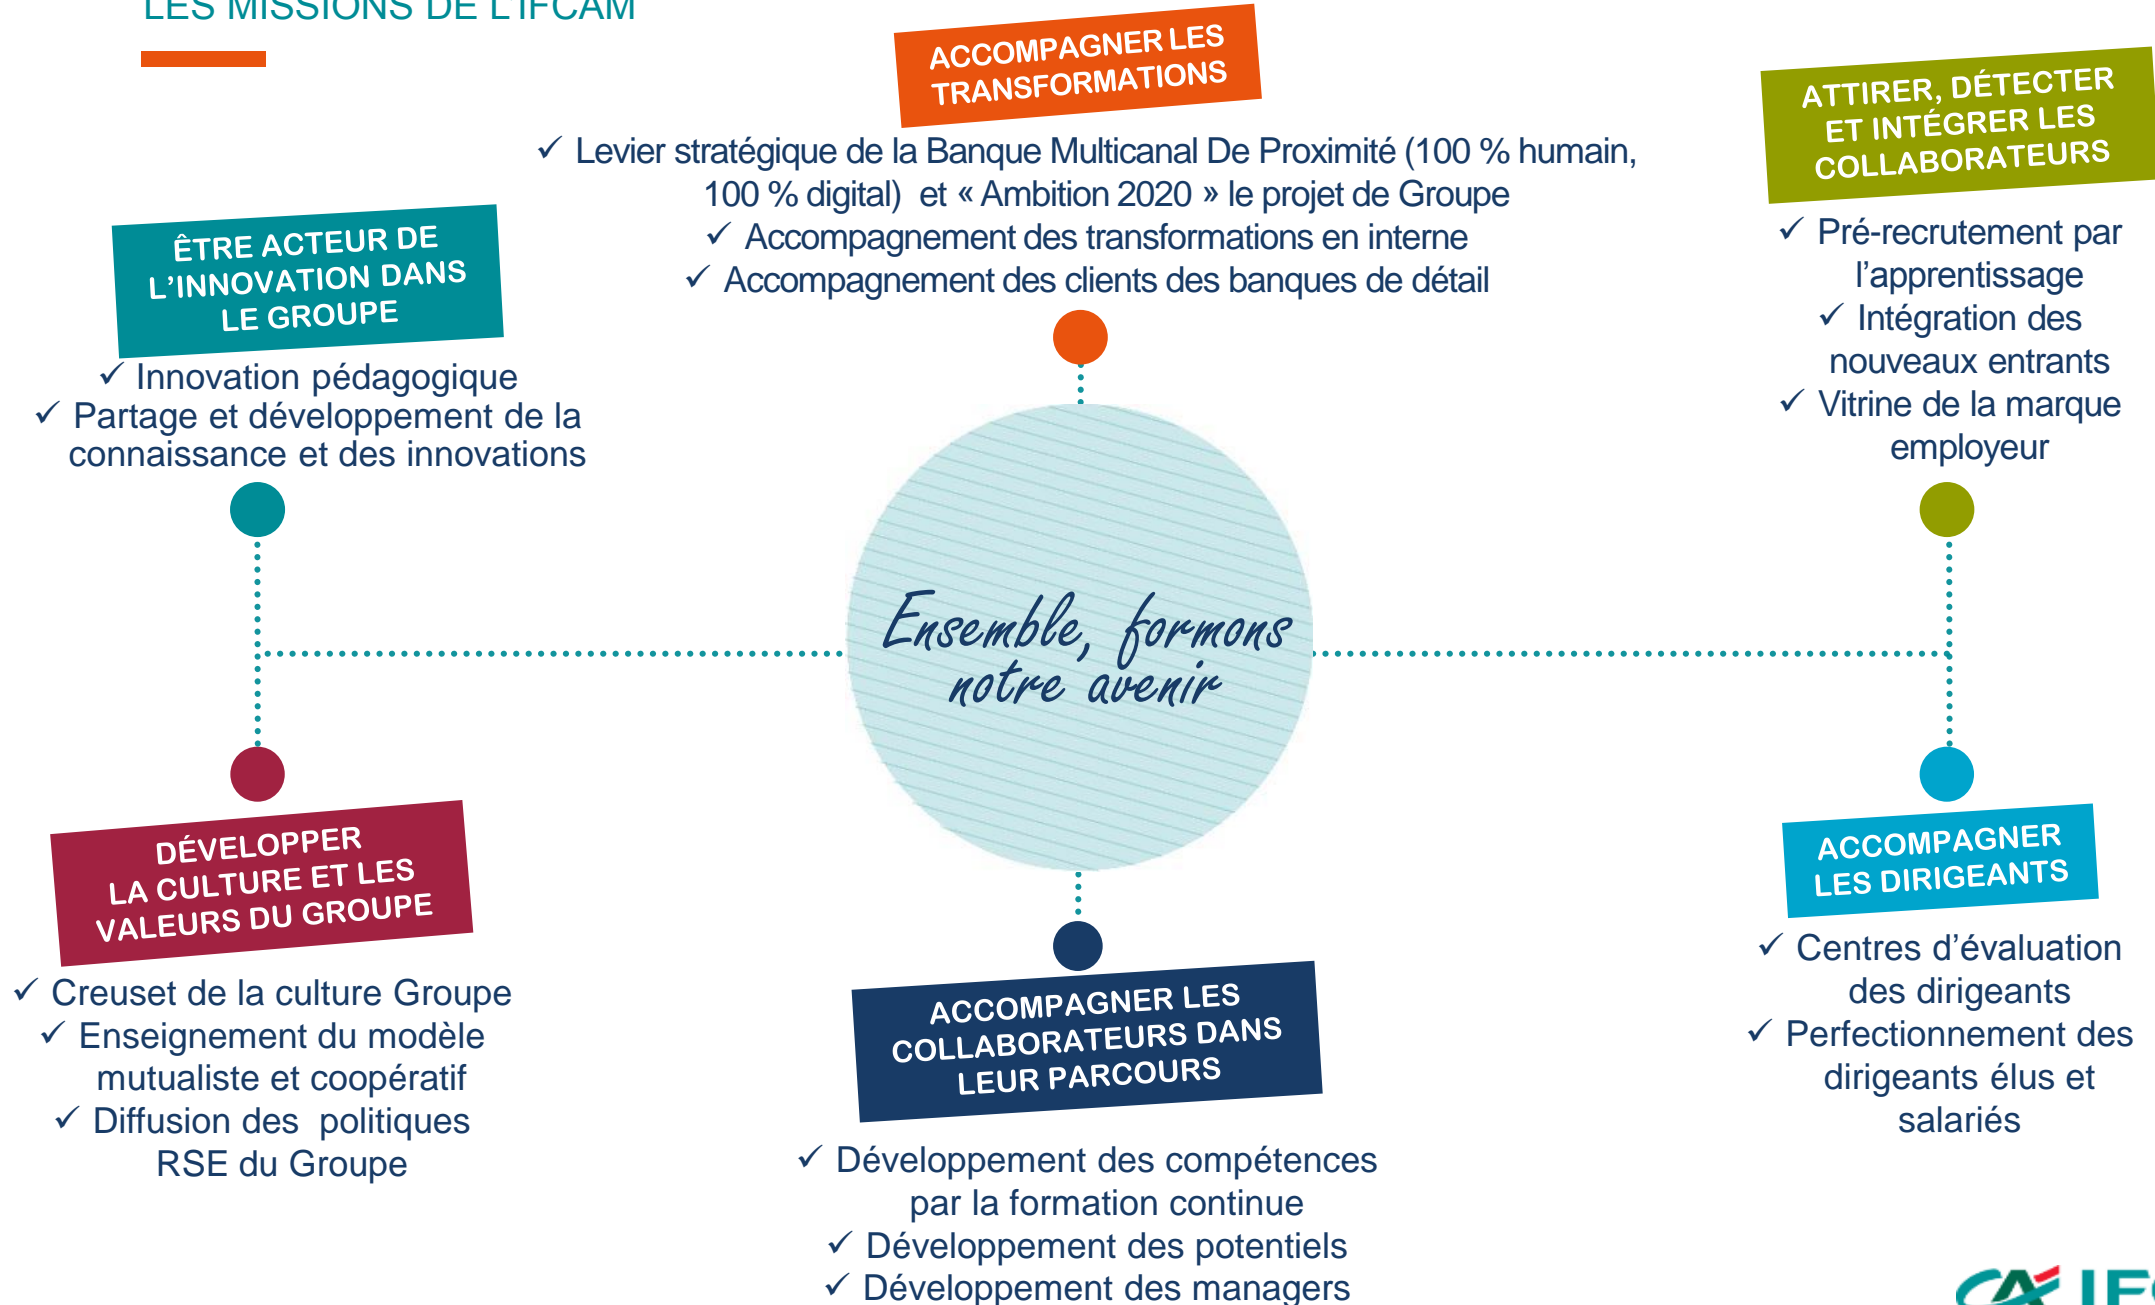 LES MISSIONS DE L'IFCAM
ACCOMPAGNER LES
TRANSFORMATIONS
✓ Levier stratégique de la Banque Multicanal De Proximité (100 % humain,
100 % digital) et « Ambition 2020 » le projet de Groupe
✓ Accompagnement des transformations en interne
✓ Accompagnement des clients des banques de détail
ATTIRER, DÉTECTER
ET INTÉGRER LES
COLLABORATEURS
✓ Pré-recrutement par
l’apprentissage
✓ Intégration des
nouveaux entrants
✓ Vitrine de la marque
employeur
ÊTRE ACTEUR DE
L’INNOVATION DANS
LE GROUPE
✓ Innovation pédagogique
✓ Partage et développement de la
connaissance et des innovations
Ensemble, formons
notre avenir
DÉVELOPPER
LA CULTURE ET LES
VALEURS DU GROUPE
✓ Creuset de la culture Groupe
✓ Enseignement du modèle
mutualiste et coopératif
✓ Diffusion des politiques
RSE du Groupe
ACCOMPAGNER LES
COLLABORATEURS DANS
LEUR PARCOURS
✓ Développement des compétences
par la formation continue
✓ Développement des potentiels
✓ Développement des managers
ACCOMPAGNER
LES DIRIGEANTS
✓ Centres d’évaluation
des dirigeants
✓ Perfectionnement des
dirigeants élus et
salariés